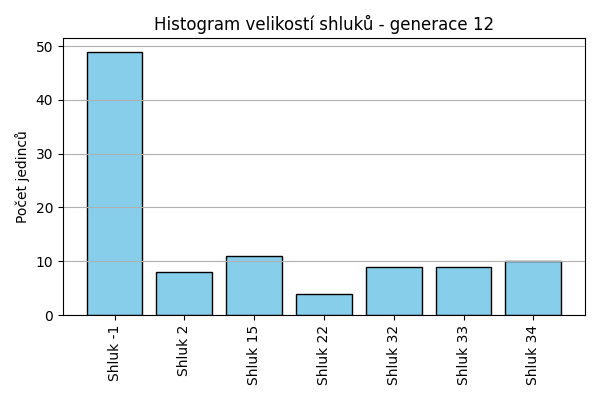 Histogram velikostí shluků - generace 12
Počet jedinců
50
40
30
20
10
0
Shluk -1
Shluk 2
Shluk 15
Shluk 22
Shluk 32
Shluk 33
Shluk 34